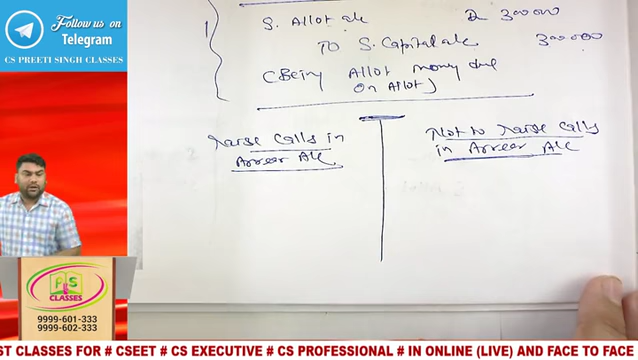 Follow us on
Telegram
CS PREETI SINGH CLASSES
S. Allot a/c Dr 300000
To S. Capital a/c 300000
(Being Allot money due
on Allot)
Raise Calls in
Arrear A/c
Not to raise Calls
in Arrear A/c
PS
CLASSES
9999-601-333
9999-602-333
ST CLASSES FOR # CSEET # CS EXECUTIVE # CS PROFESSIONAL # IN ONLINE (LIVE) AND FACE TO FACE